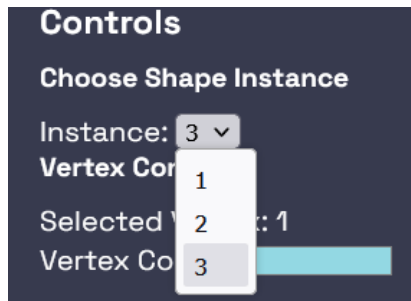 Controls
Choose Shape Instance
Instance: 3
Vertex Co
1
Selected
2
: 1
Vertex Co
3